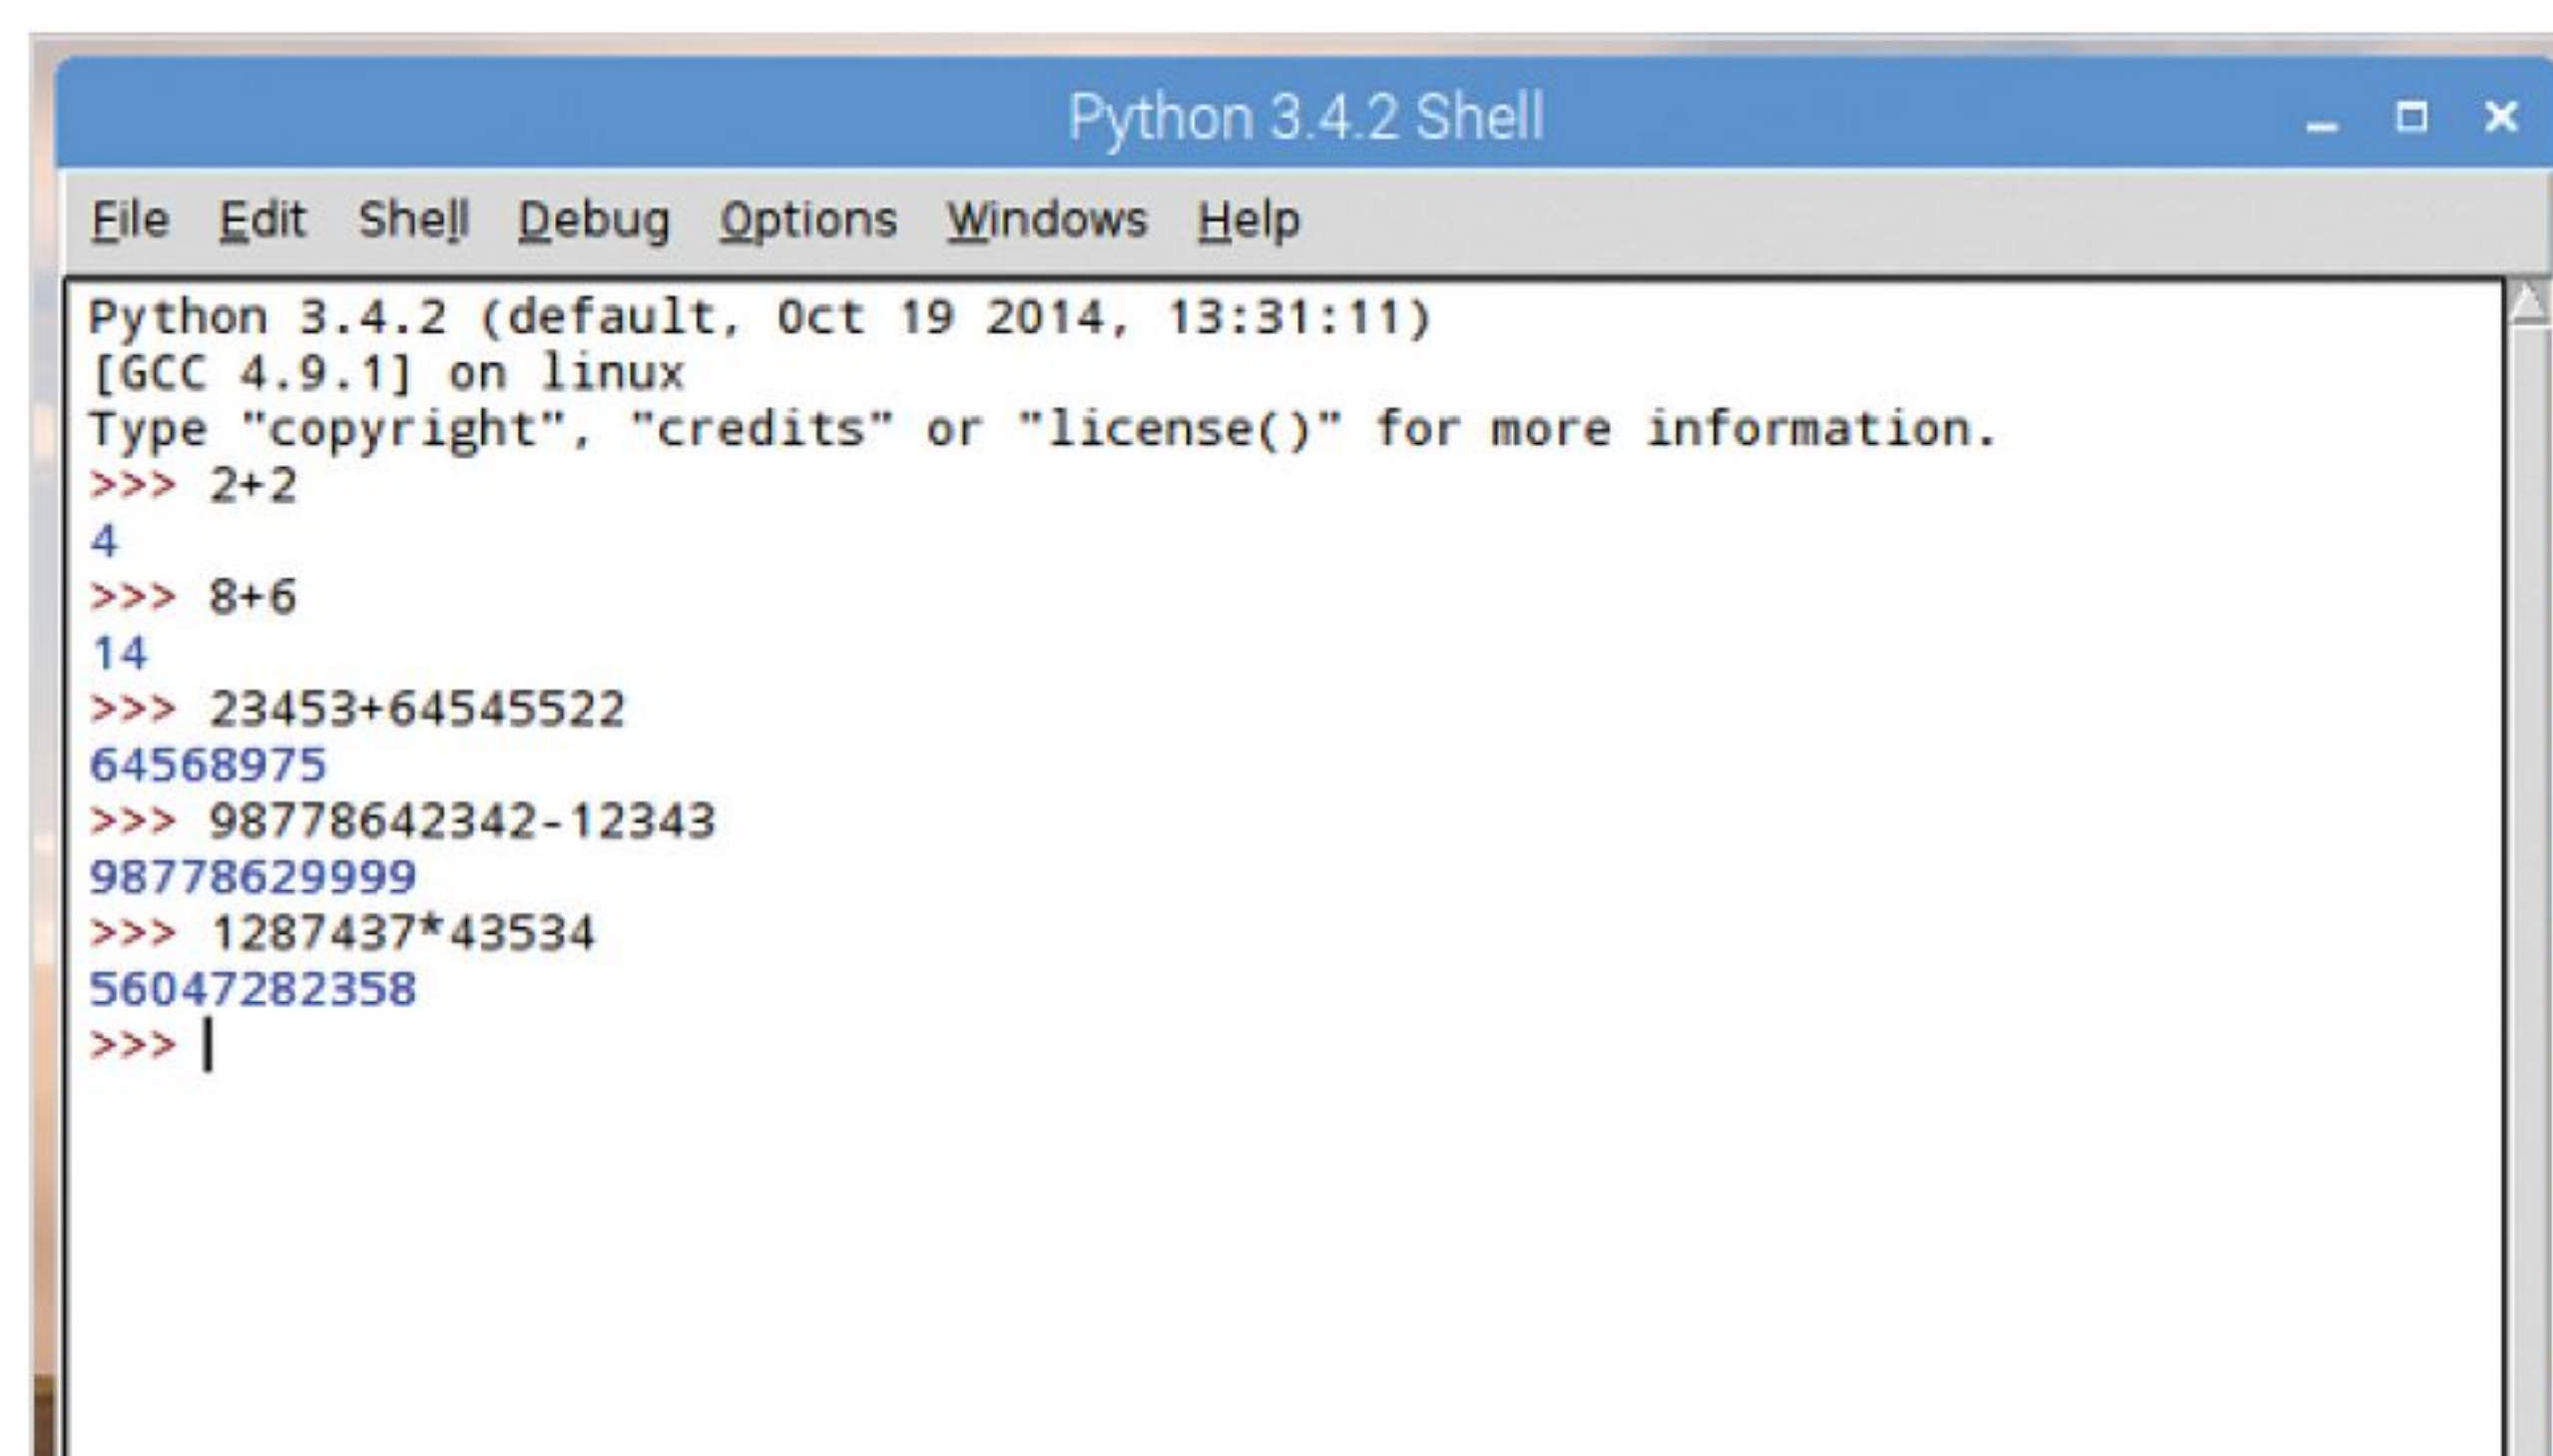 Python 3.4.2 Shell
File Edit Shell Debug Options Windows Help
Python 3.4.2 (default, Oct 19 2014, 13:31:11)
[GCC 4.9.1] on linux
Type "copyright", "credits" or "license()" for more information.
>>> 2+2
4
>>> 8+6
14
>>> 23453+64545522
64568975
>>> 98778642342-12343
98778629999
>>> 1287437*43534
56047282358
>>>